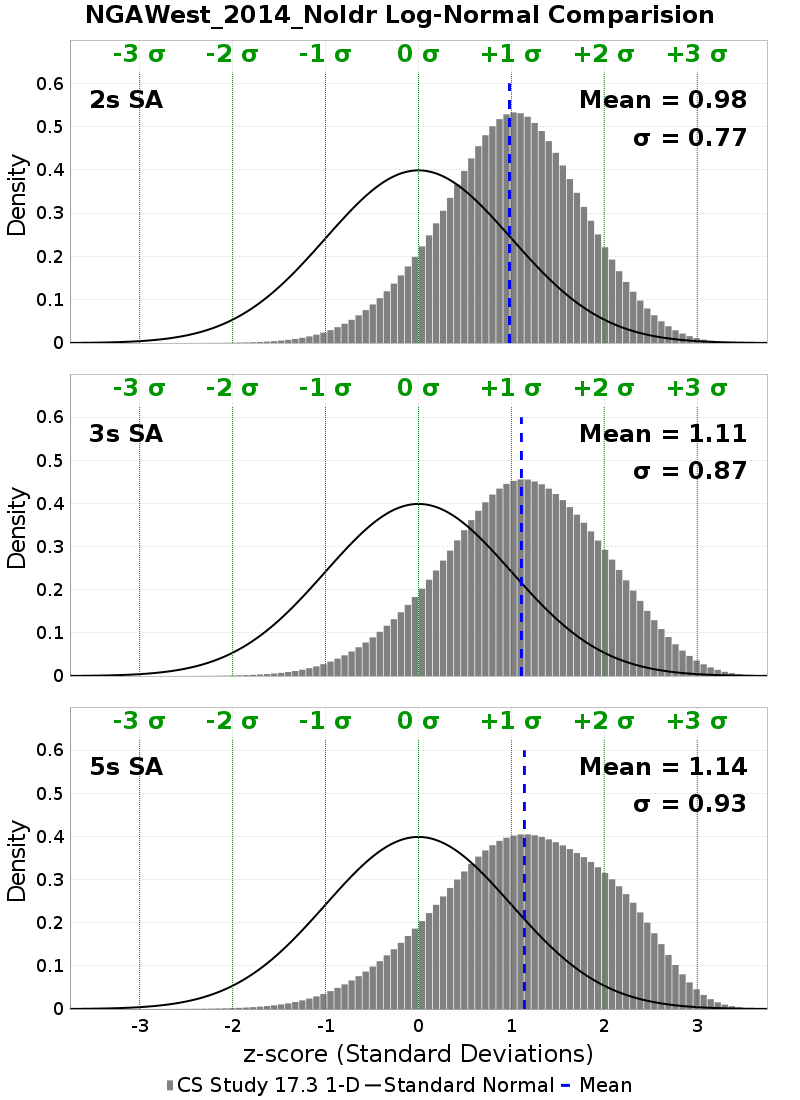 NGAWest_2014_NoIdr Log-Normal Comparision
-3 σ -2 σ -1 σ 0 σ +1 σ +2 σ +3 σ
0.6
2s SA Mean = 0.98
0.5
σ = 0.77
0.4
0.3
0.2
0.1
0
Density
-3 σ -2 σ -1 σ 0 σ +1 σ +2 σ +3 σ
0.6
3s SA Mean = 1.11
0.5
σ = 0.87
0.4
0.3
0.2
0.1
0
Density
-3 σ -2 σ -1 σ 0 σ +1 σ +2 σ +3 σ
0.6
5s SA Mean = 1.14
0.5
σ = 0.93
0.4
0.3
0.2
0.1
0
Density
-3 -2 -1 0 1 2 3
z-score (Standard Deviations)
CS Study 17.3 1-D Standard Normal Mean